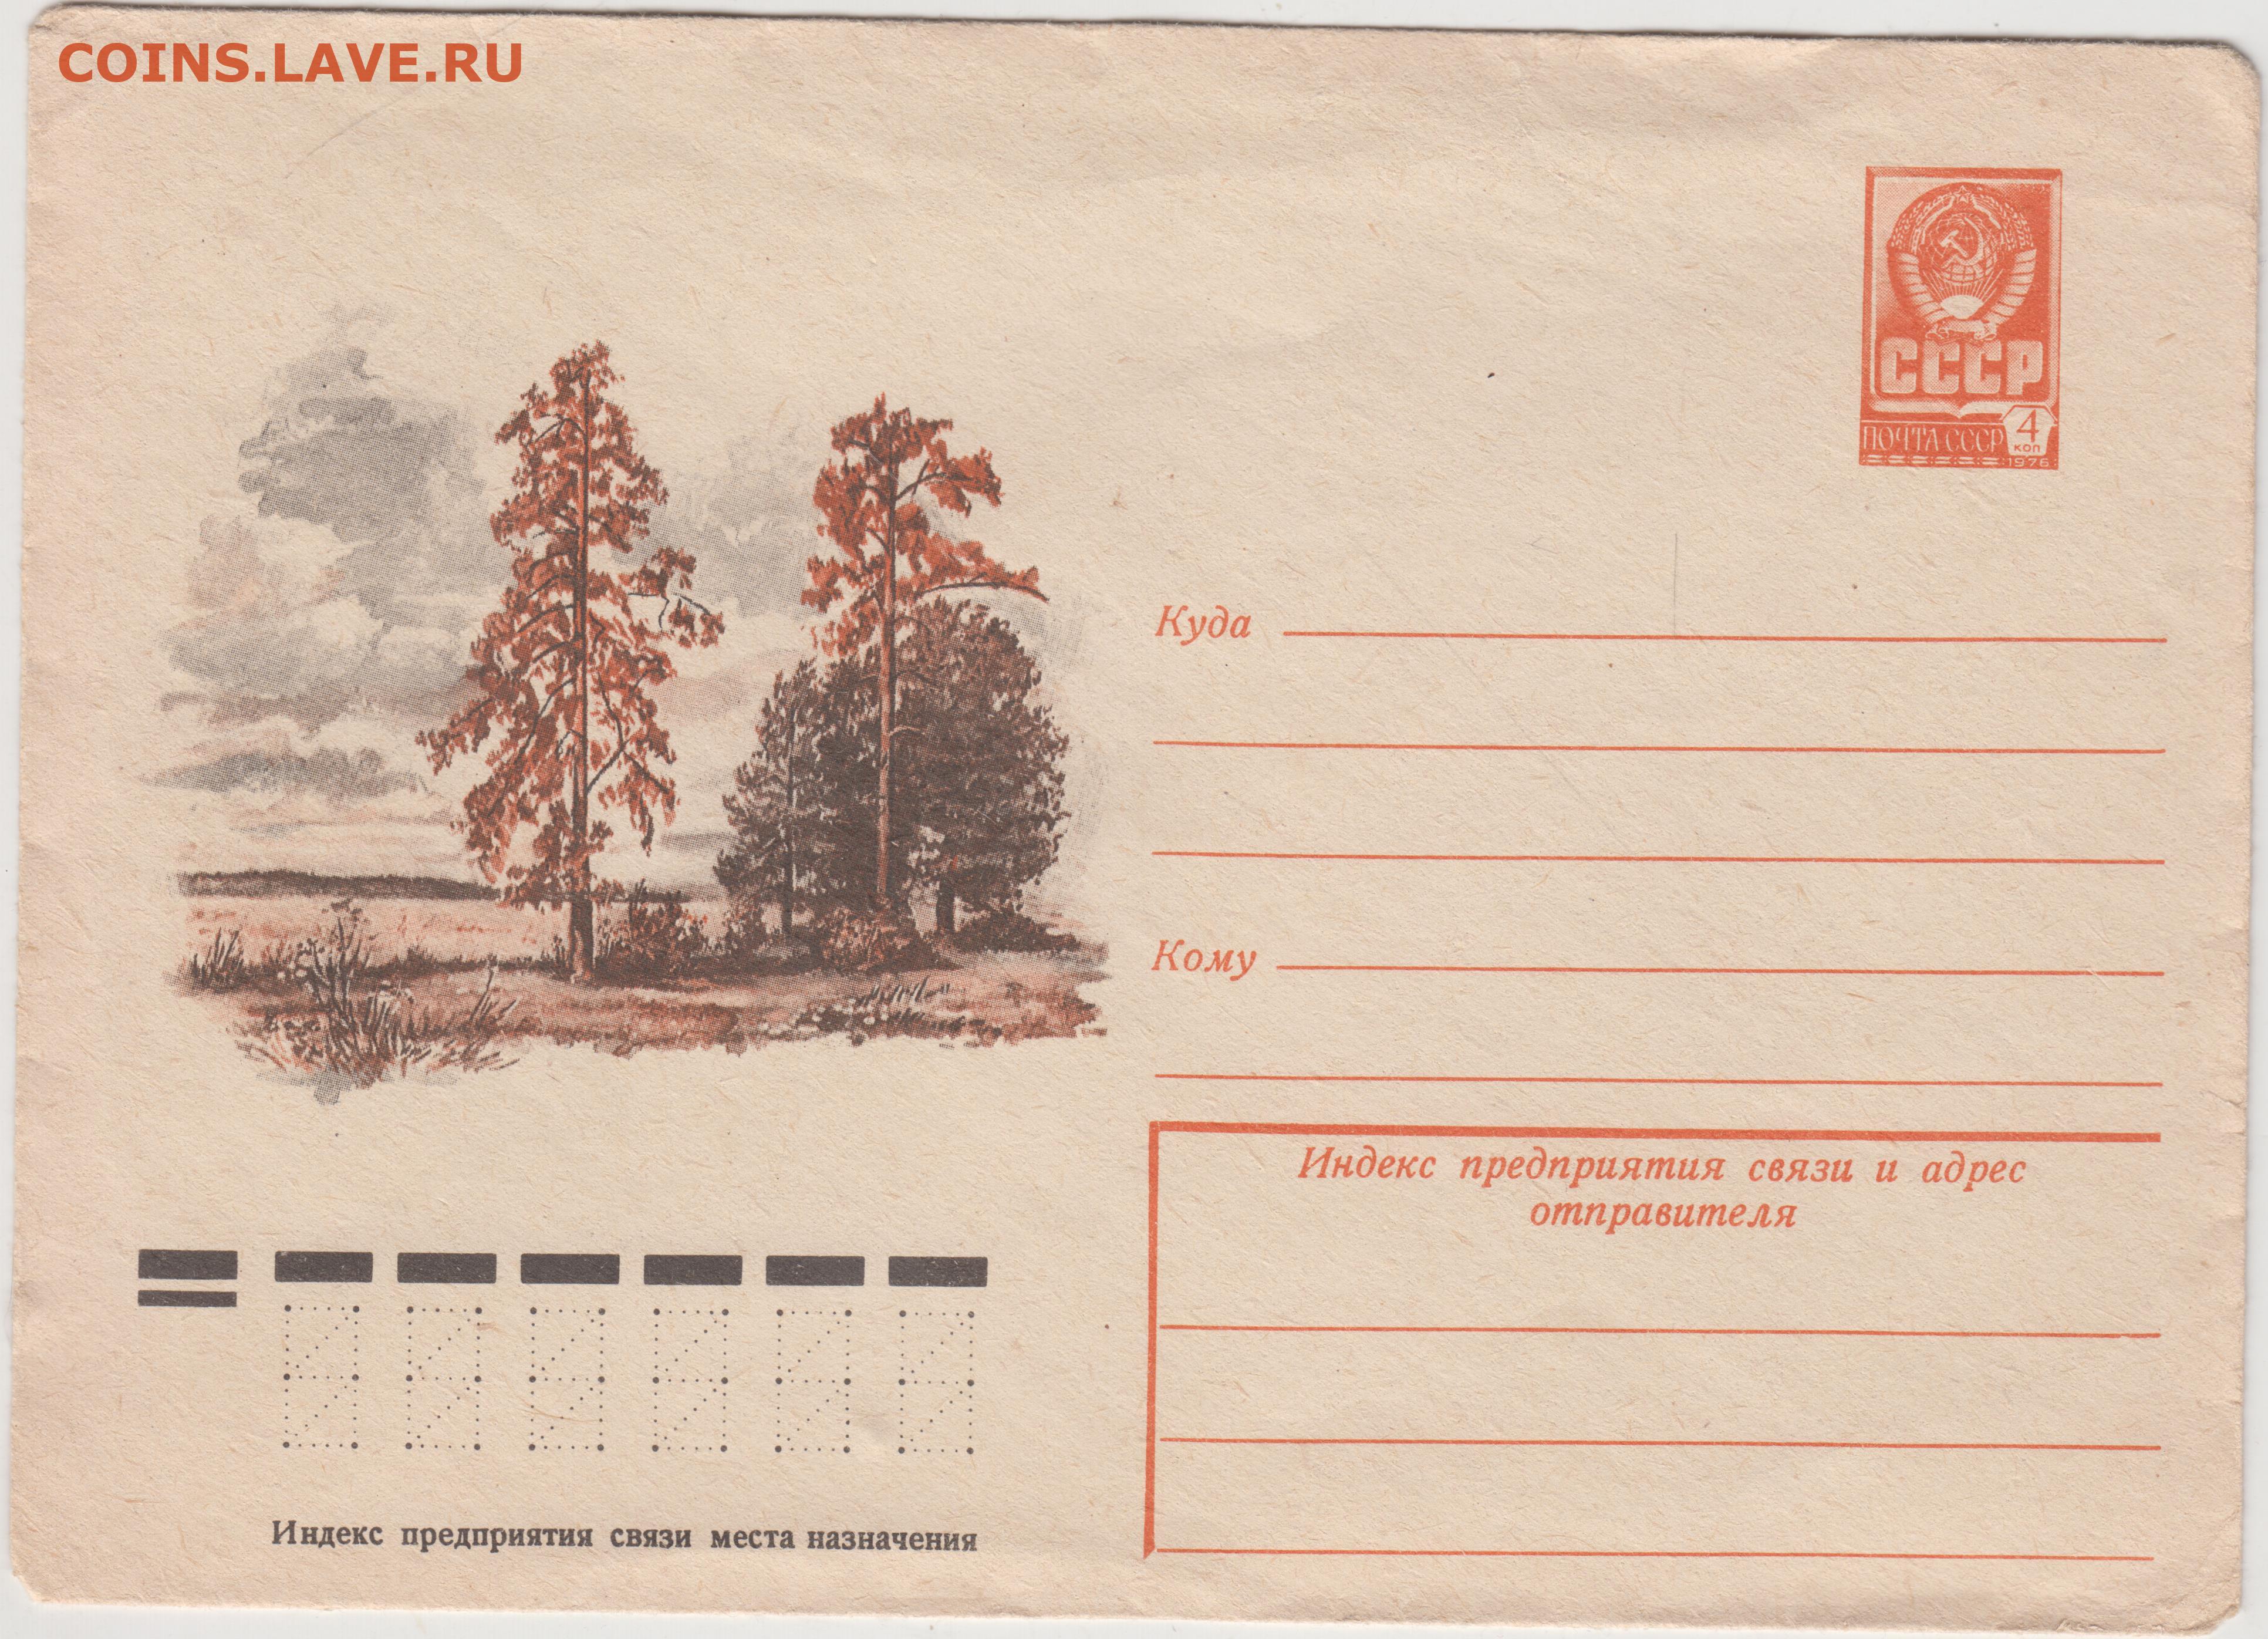 COINS.LAVE.RU
СССР
ПОЧТА СССР
4
КОП
1976
Куда
Кому
Индекс предприятия связи и адрес
отправителя
Индекс предприятия связи места назначения